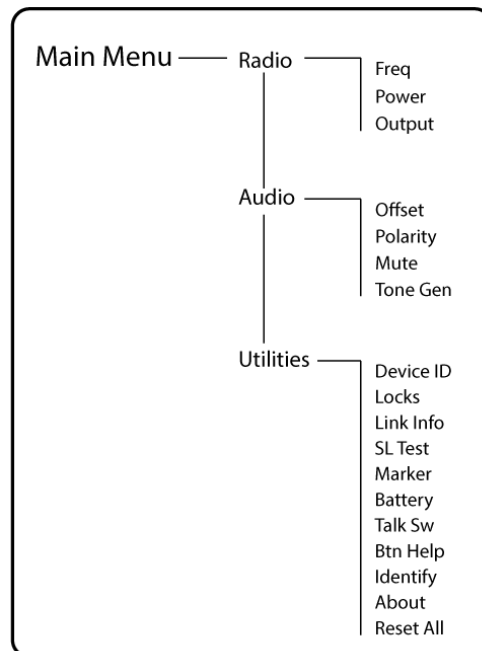 Main Menu
Radio
Freq
Power
Output
Audio
Offset
Polarity
Mute
Tone Gen
Utilities
Device ID
Locks
Link Info
SL Test
Marker
Battery
Talk Sw
Btn Help
Identify
About
Reset All